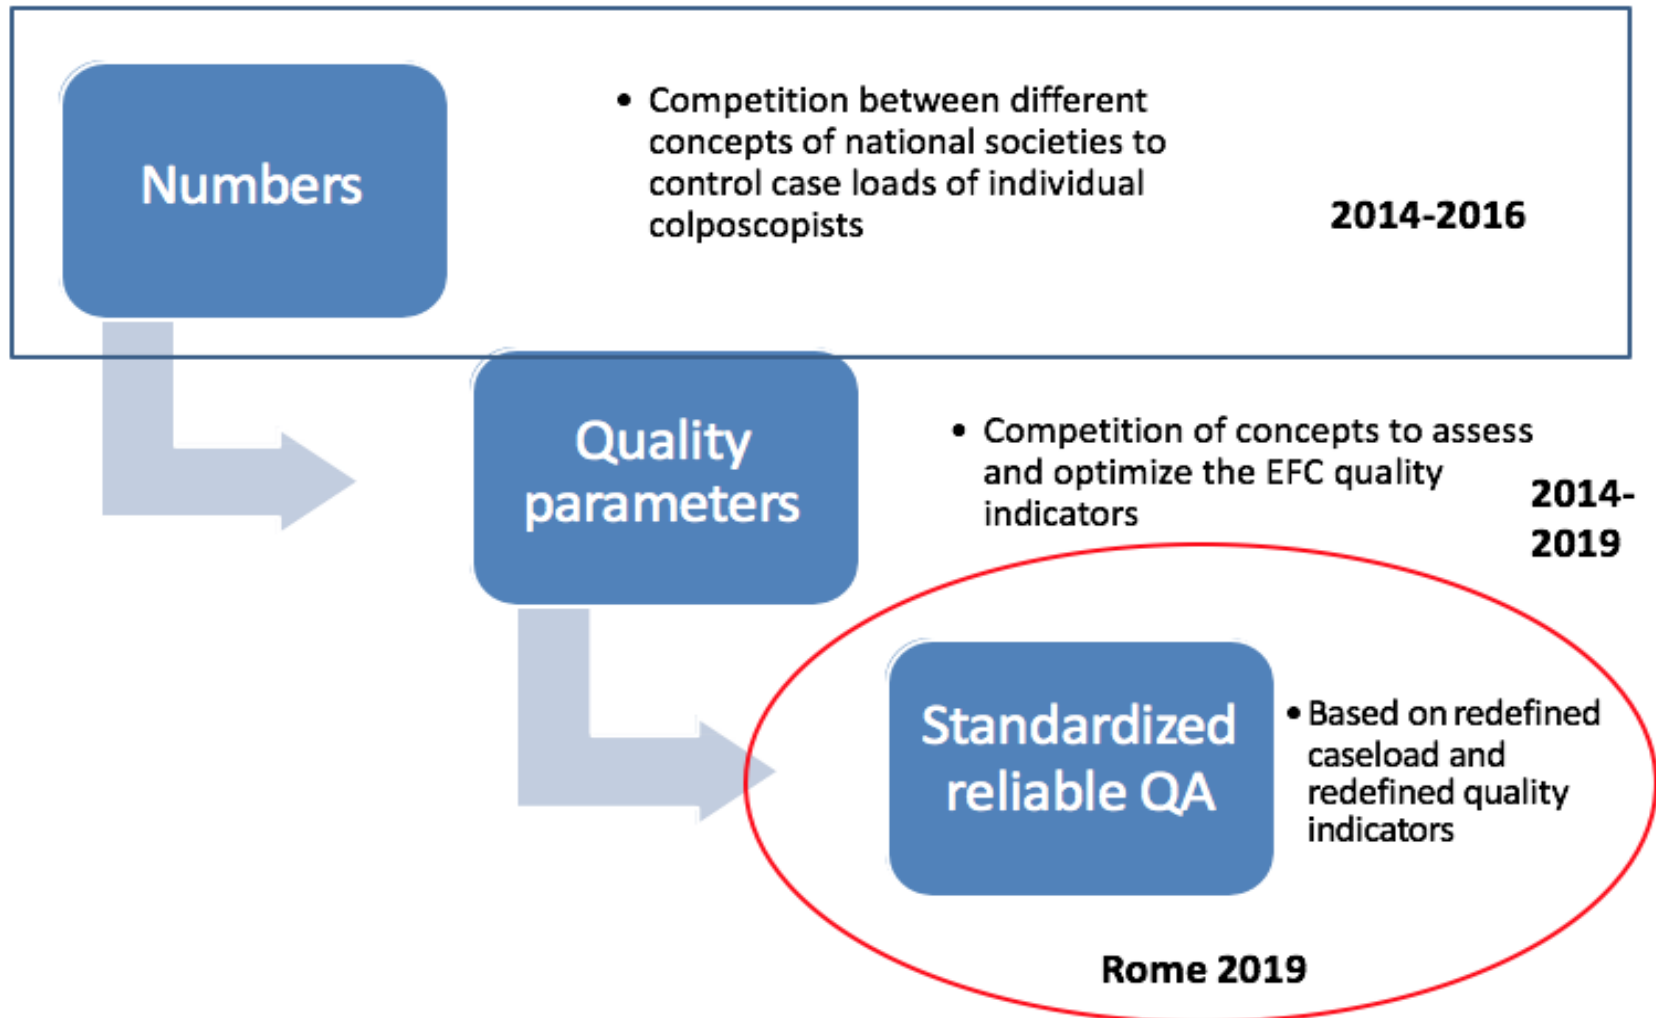 Numbers
• Competition between different
concepts of national societies to
control case loads of individual
colposcopists
2014-2016
Quality
parameters
• Competition of concepts to assess
and optimize the EFC quality
indicators
2014-
2019
Standardized
reliable QA
• Based on redefined
caseload and
redefined quality
indicators
Rome 2019